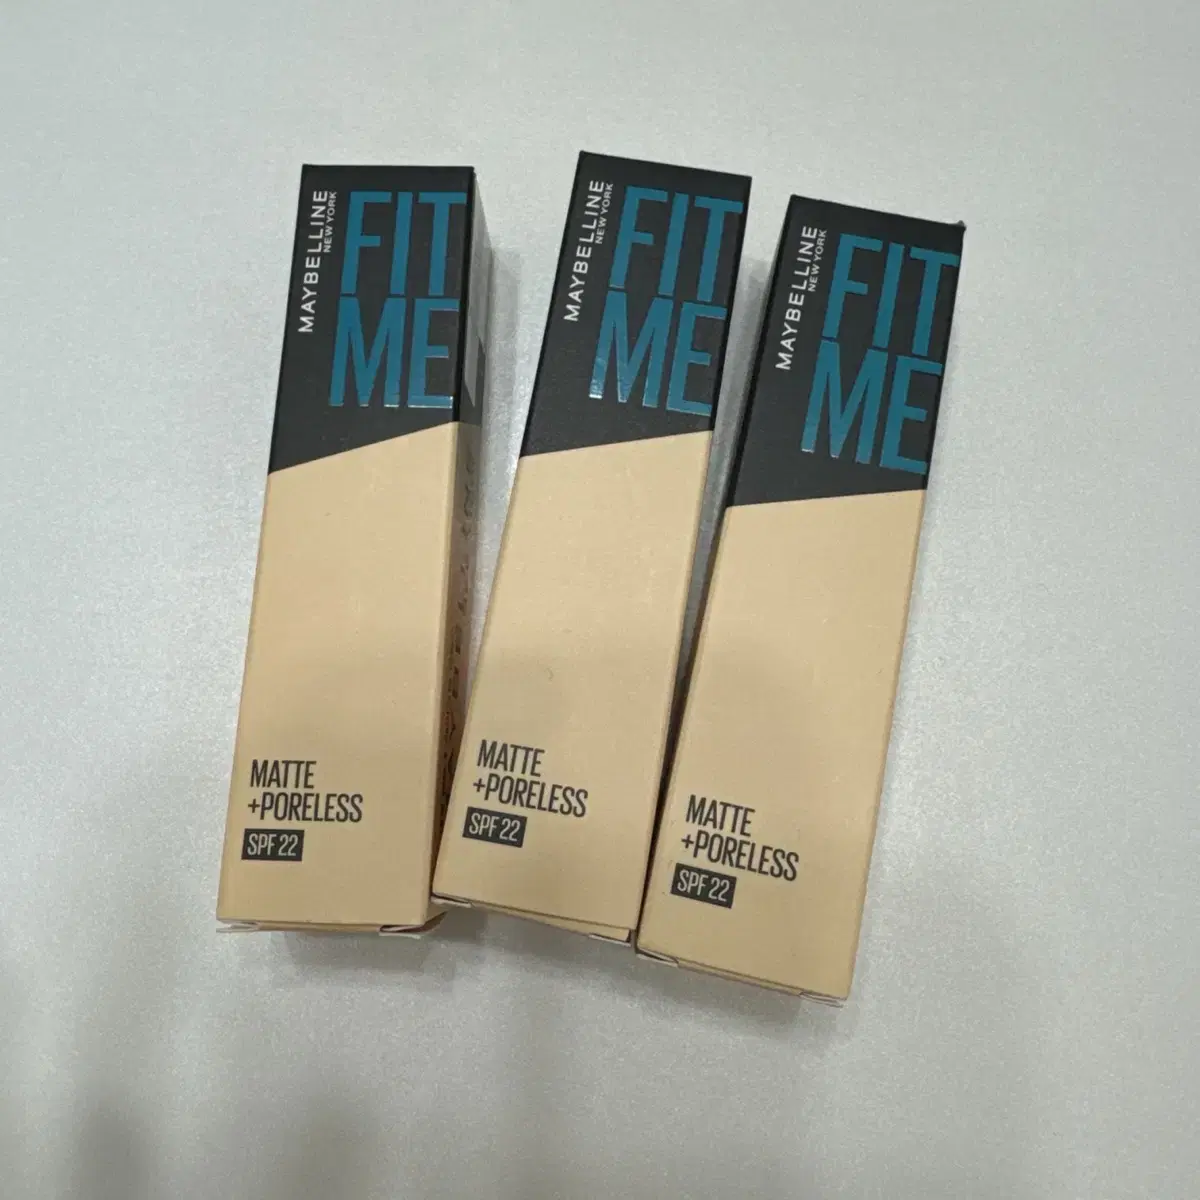 MAYBELLINE
NEW YORK
FIT
ME
MATTE
+PORELESS
SPF 22
MAYBELLINE
NEW YORK
FIT
ME
MATTE
+PORELESS
SPF 22
MAYBELLINE
NEW YORK
FIT
ME
MATTE
+PORELESS
SPF 22